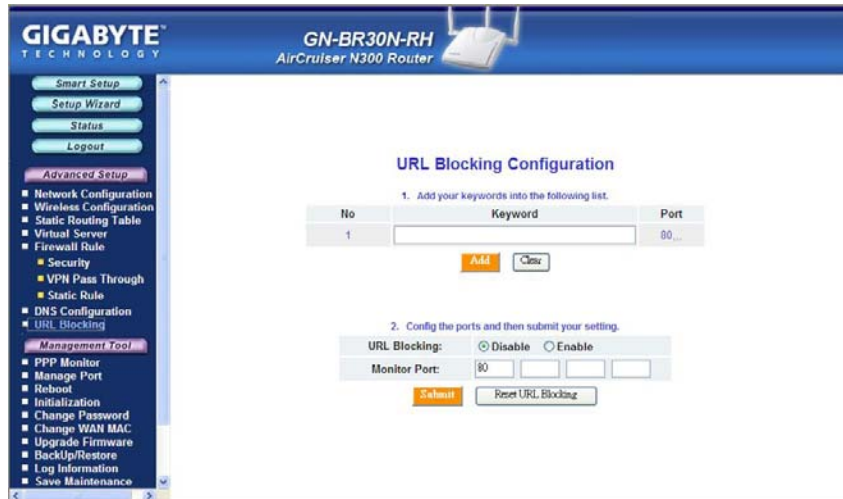 GIGABYTE™
TECHNOLOGY
GN-BR30N-RH
AirCruiser N300 Router
Smart Setup
Setup Wizard
Status
Logout
Advanced Setup
Network Configuration
Wireless Configuration
Static Routing Table
Virtual Server
Firewall Rule
Security
VPN Pass Through
Static Rule
DNS Configuration
URL Blocking
Management Tool
PPP Monitor
Manage Port
Reboot
Initialization
Change Password
Change WAN MAC
Upgrade Firmware
BackUp/Restore
Log Information
Save Maintenance
URL Blocking Configuration
1. Add your keywords into the following list.
No Keyword Port
1 80,,,
Add Clear
2. Config the ports and then submit your setting.
URL Blocking: Disable Enable
Monitor Port: 80
Submit Reset URL Blocking